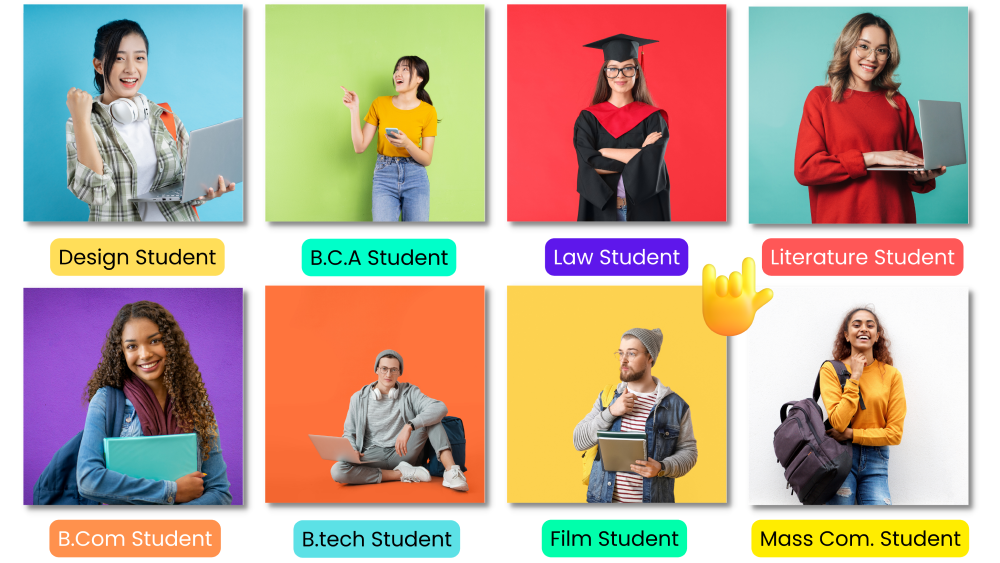 Design Student
B.C.A Student
Law Student
Literature Student
B.Com Student
B.tech Student
Film Student
Mass Com. Student